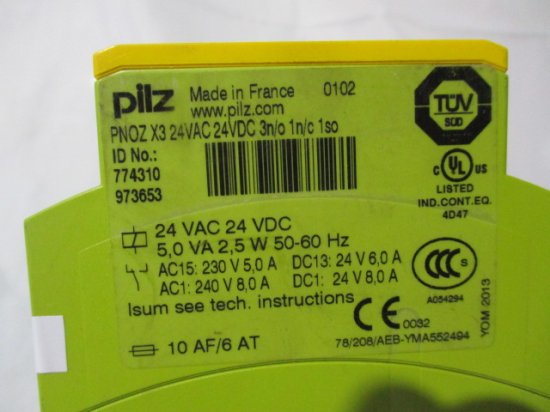 pilz Made in France 0102
www.pilz.com
PNOZ X3 24VAC 24VDC 3n/o 1n/c 1so
ID No.:
774310
973653
TÜV
SÜD
C UL US
LISTED
IND.CONT.EQ.
4D47
24 VAC 24 VDC
5,0 VA 2,5 W 50-60 Hz
AC15: 230 V 5,0 A DC13: 24 V 6,0 A
AC1: 240 V 8,0 A DC1: 24 V 8,0 A
Isum see tech. instructions
CCC S
A054294
CE 0032
YOM 2013
10 AF/6 AT
78/208/AEB-YMA552494